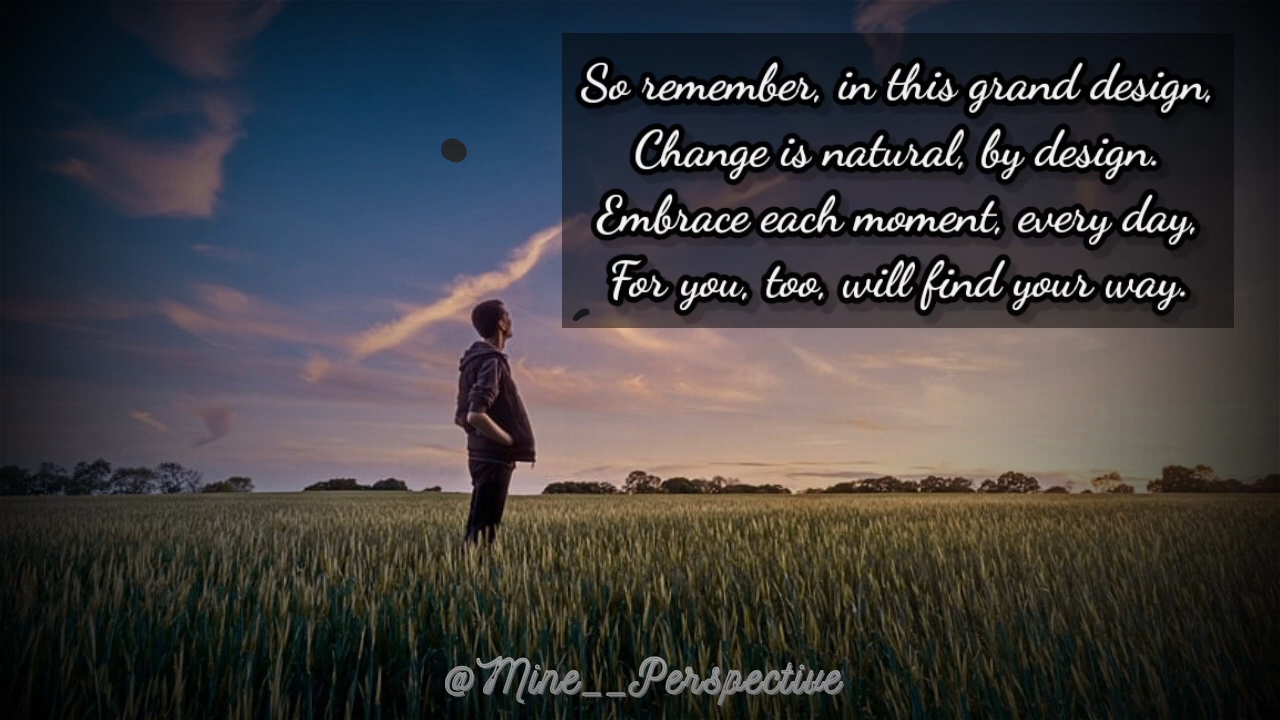 So remember, in this grand design,
Change is natural, by design.
Embrace each moment, every day,
For you, too, will find your way.
@Mine__Perspective